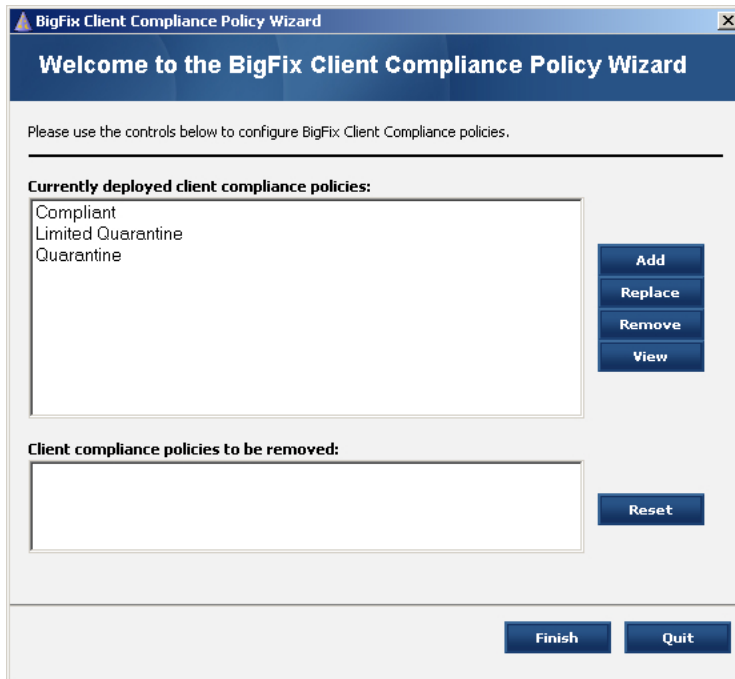 BigFix Client Compliance Policy Wizard
Welcome to the BigFix Client Compliance Policy Wizard
Please use the controls below to configure BigFix Client Compliance policies.
Currently deployed client compliance policies:
Compliant
Limited Quarantine
Quarantine
Add
Replace
Remove
View
Client compliance policies to be removed:
Reset
Finish
Quit